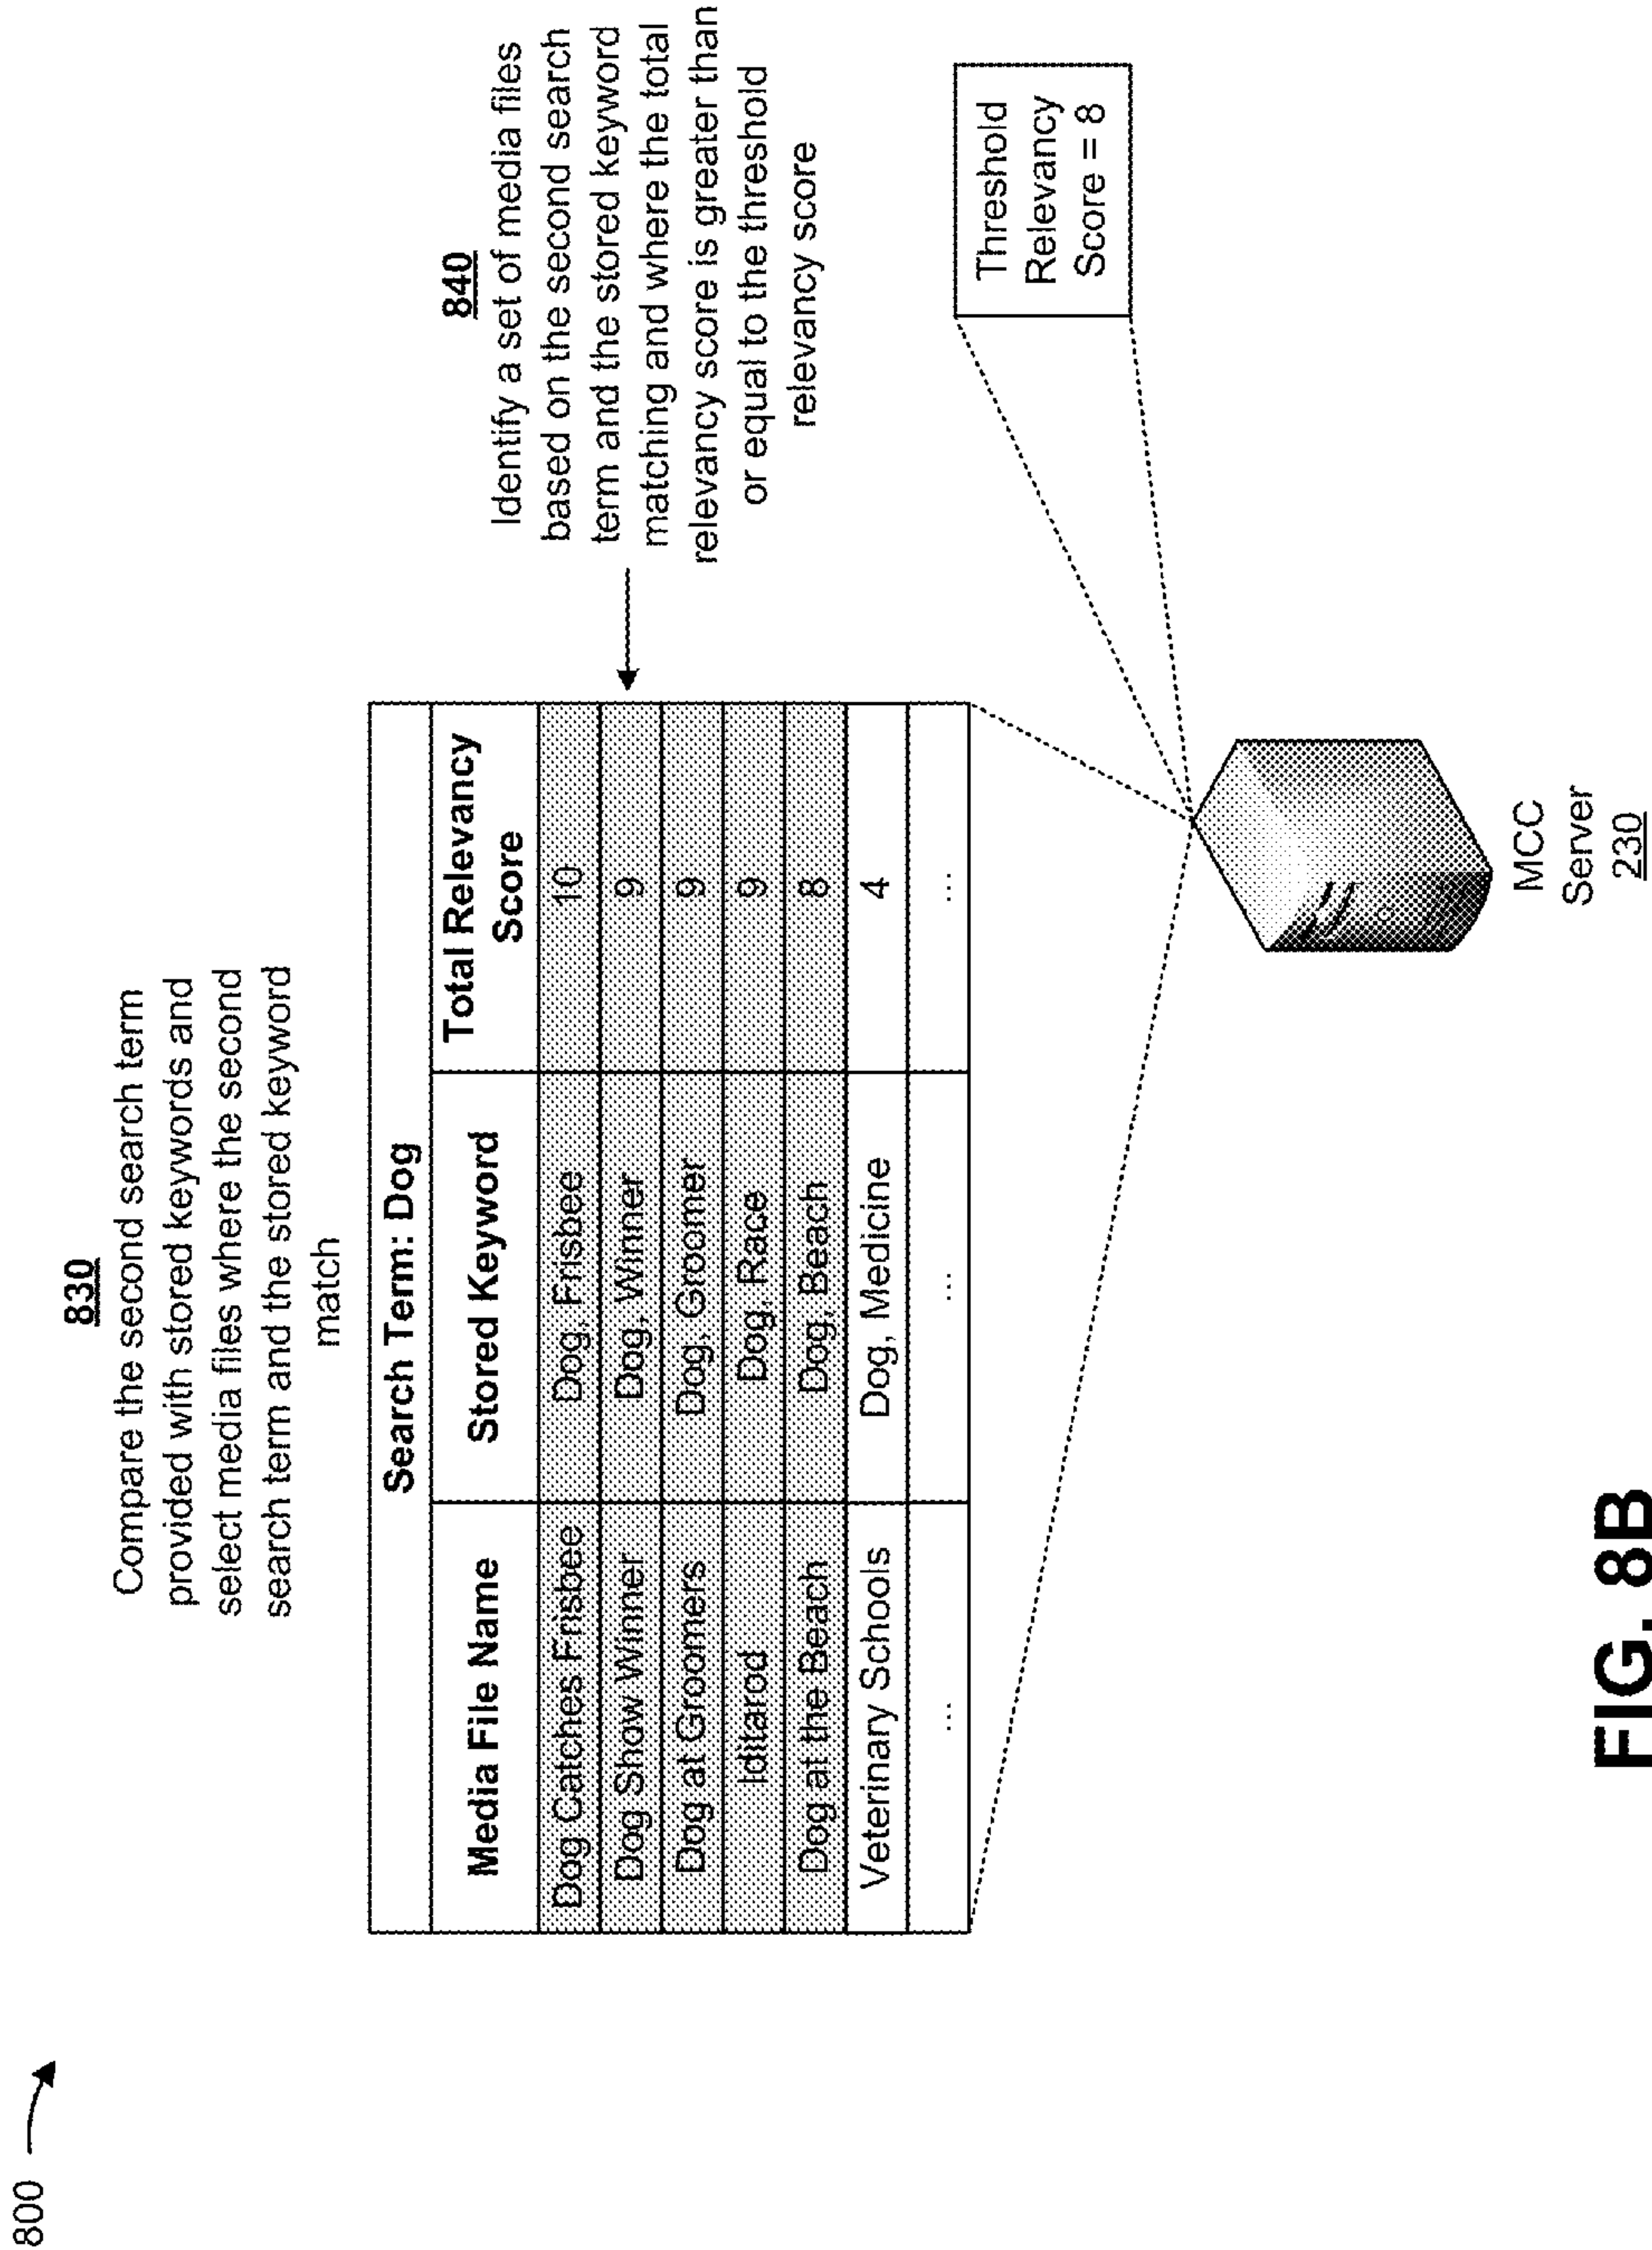 800
830
Compare the second search term
provided with stored keywords and
select media files where the second
search term and the stored keyword
match
Search Term: Dog
Media File Name Stored Keyword Total Relevancy
Score
Dog Catches Frisbee Dog, Frisbee 10
Dog Show Winner Dog, Winner 9
Dog at Groomers Dog, Groomer 9
Iditarod Dog, Race 9
Dog at the Beach Dog, Beach 8
Veterinary Schools Dog, Medicine 4
... ... ...
840
Identify a set of media files
based on the second search
term and the stored keyword
matching and where the total
relevancy score is greater than
or equal to the threshold
relevancy score
Threshold
Relevancy
Score = 8
MCC
Server
230
FIG. 8B